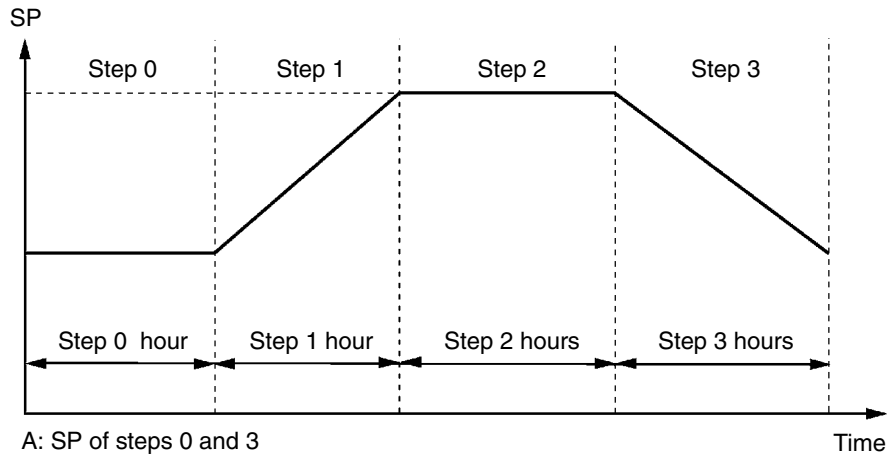 SP
Step 0 Step 1 Step 2 Step 3
Step 0 hour Step 1 hour Step 2 hours Step 3 hours
A: SP of steps 0 and 3 Time